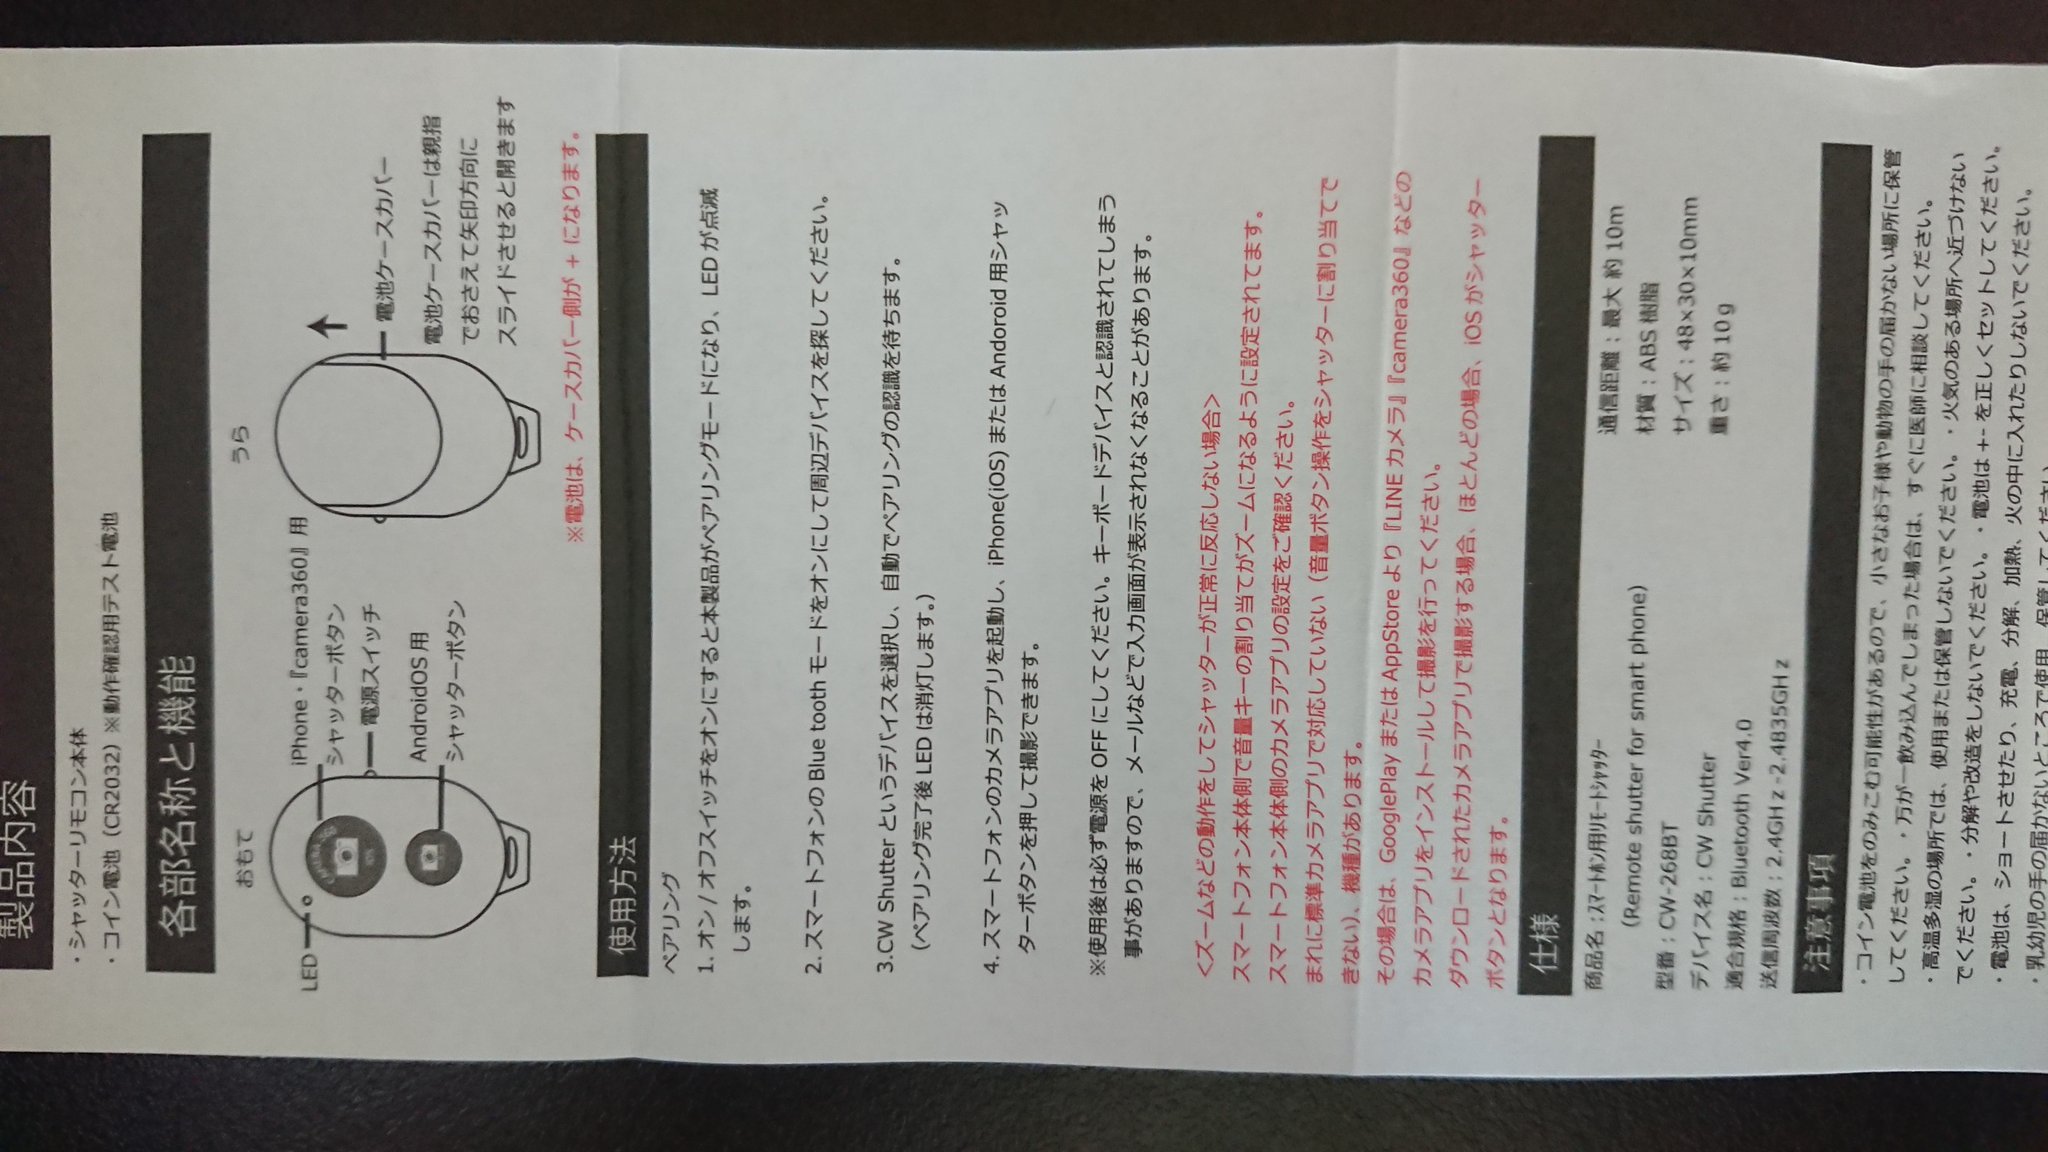 製品内容
・シャッターリモコン本体
・コイン電池（CR2032）※動作確認用テスト電池
各部名称と機能
おもて
うら
LED
iPhone・『camera360』用
シャッターボタン
電源スイッチ
AndroidOS 用
シャッターボタン
電池ケースカバー
電池ケースカバーは親指
でおさえて矢印方向に
スライドさせると開きます
※電池は、ケースカバー側が + になります。
使用方法
ペアリング
1. オン / オフスイッチをオンにすると本製品がペアリングモードになり、LED が点滅
します。
2. スマートフォンの Blue tooth モードをオンにして周辺デバイスを探してください。
3.CW Shutter というデバイスを選択し、自動でペアリングの認識を待ちます。
（ペアリング完了後 LED は消灯します。）
4. スマートフォンのカメラアプリを起動し、iPhone(iOS) または Andoroid 用シャッ
ターボタンを押して撮影できます。
※使用後は必ず電源を OFF にしてください。キーボードデバイスと認識されてしまう
事がありますので、メールなどで入力画面が表示されなくなることがあります。
<ズームなどの動作をしてシャッターが正常に反応しない場合>
スマートフォン本体側で音量キーの割り当てがズームになるように設定されてます。
スマートフォン本体側のカメラアプリの設定をご確認ください。
まれに標準カメラアプリで対応していない（音量ボタン操作をシャッターに割り当てで
きない）、機種があります。
その場合は、GooglePlay または AppStore より『LINE カメラ』『camera360』などの
カメラアプリをインストールして撮影を行ってください。
ダウンロードされたカメラアプリで撮影する場合、ほとんどの場合、iOS がシャッター
ボタンとなります。
仕様
商品名：ｽﾏｰﾄﾎﾝ用ﾘﾓｰﾄｼｬｯﾀｰ
(Remote shutter for smart phone)
型番：CW-268BT
デバイス名：CW Shutter
適合規格：Bluetooth Ver4.0
送信周波数：2.4GHz-2.4835GHz
通信距離：最大 約 10m
材質：ABS 樹脂
サイズ：48×30×10mm
重さ：約 10g
注意事項
・コイン電池をのみこむ可能性があるので、小さなお子様や動物の手の届かない場所に保管
してください。・万が一飲み込んでしまった場合は、すぐに医師に相談してください。
・高温多湿の場所では、使用または保管しないでください。・火気のある場所へ近づけない
でください。・分解や改造をしないでください。・電池は + - を正しくセットしてください。
・電池は、ショートさせたり、充電、分解、加熱、火の中に入れたりしないでください。
・乳幼児の手の届かないところで使用、保管してください。